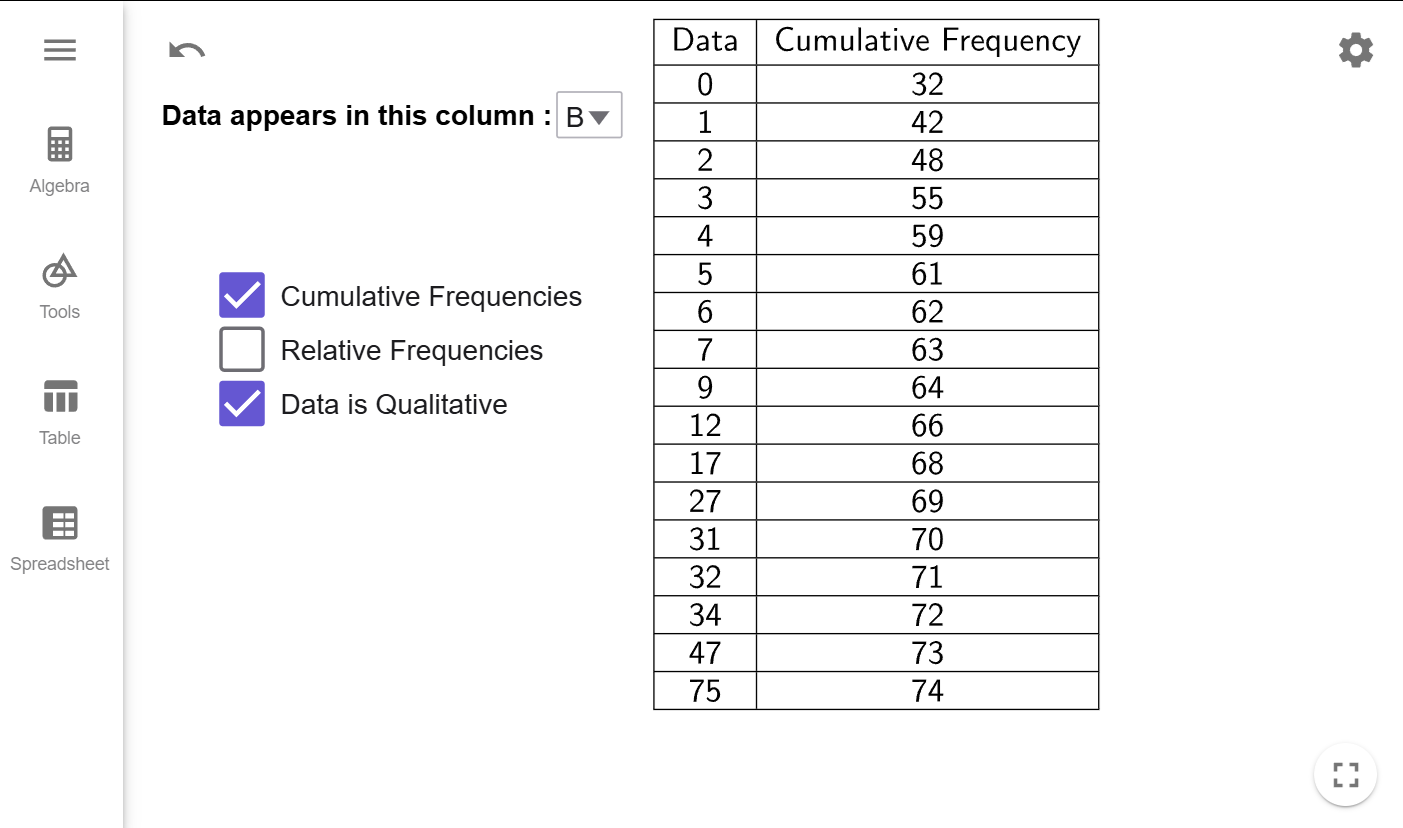 Algebra
Tools
Table
Spreadsheet
Data appears in this column : B
Cumulative Frequencies
Relative Frequencies
Data is Qualitative
Data Cumulative Frequency
0 32
1 42
2 48
3 55
4 59
5 61
6 62
7 63
9 64
12 66
17 68
27 69
31 70
32 71
34 72
47 73
75 74